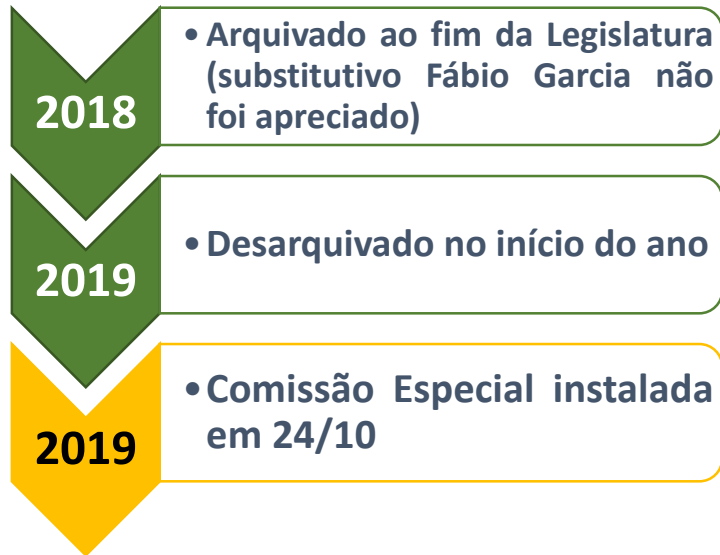 2018
• Arquivado ao fim da Legislatura
(substitutivo Fábio Garcia não
foi apreciado)
2019
• Desarquivado no início do ano
2019
• Comissão Especial instalada
em 24/10